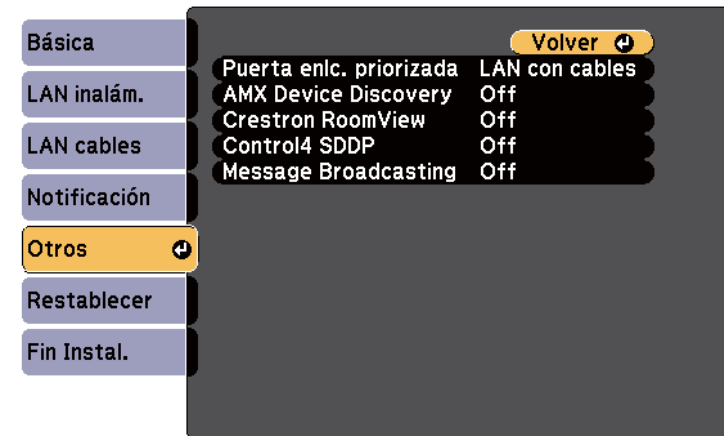 Básica
LAN inalám.
LAN cables
Notificación
Otros
Restablecer
Fin Instal.
Volver
Puerta enlc. priorizada LAN con cables
AMX Device Discovery Off
Crestron RoomView Off
Control4 SDDP Off
Message Broadcasting Off